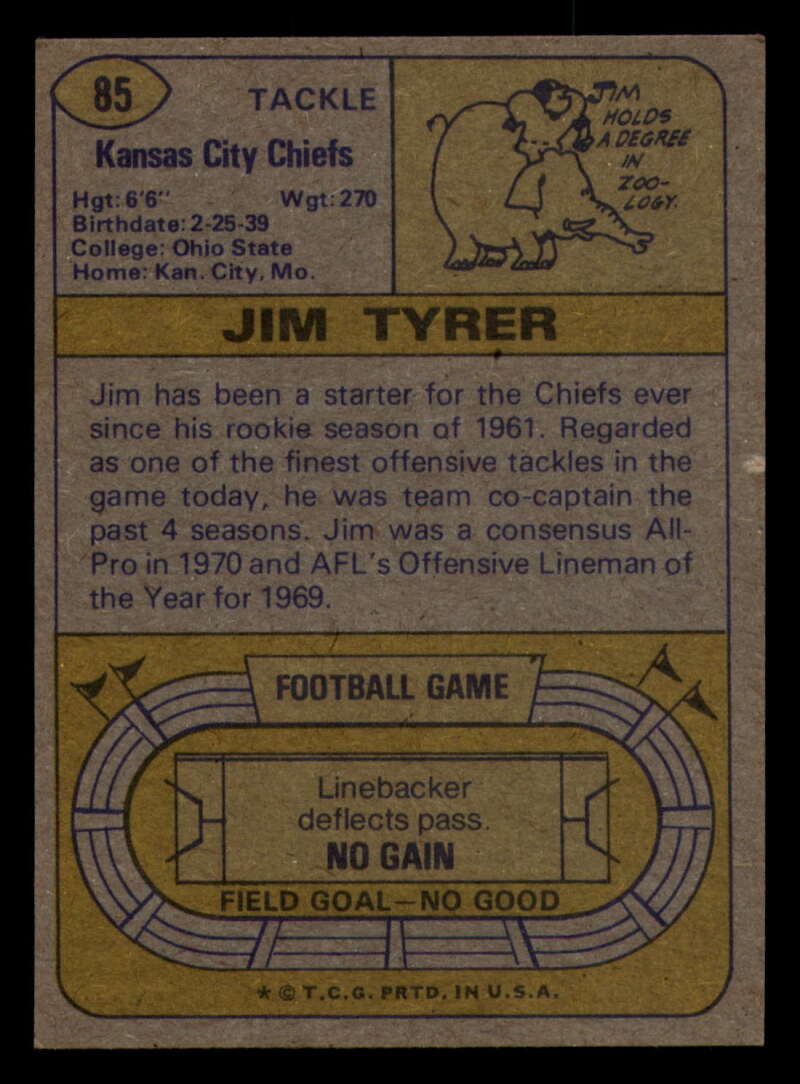 85
TACKLE
Kansas City Chiefs
Hgt: 6'6" Wgt: 270
Birthdate: 2-25-39
College: Ohio State
Home: Kan. City, Mo.
JIM
HOLDS
A DEGREE
IN
ZOO-
LOGY.
JIM TYRER
Jim has been a starter for the Chiefs ever
since his rookie season of 1961. Regarded
as one of the finest offensive tackles in the
game today, he was team co-captain the
past 4 seasons. Jim was a consensus All-
Pro in 1970 and AFL's Offensive Lineman of
the Year for 1969.
FOOTBALL GAME
Linebacker
deflects pass.
NO GAIN
FIELD GOAL—NO GOOD
* © T.C.G. PRTD. IN U.S.A.